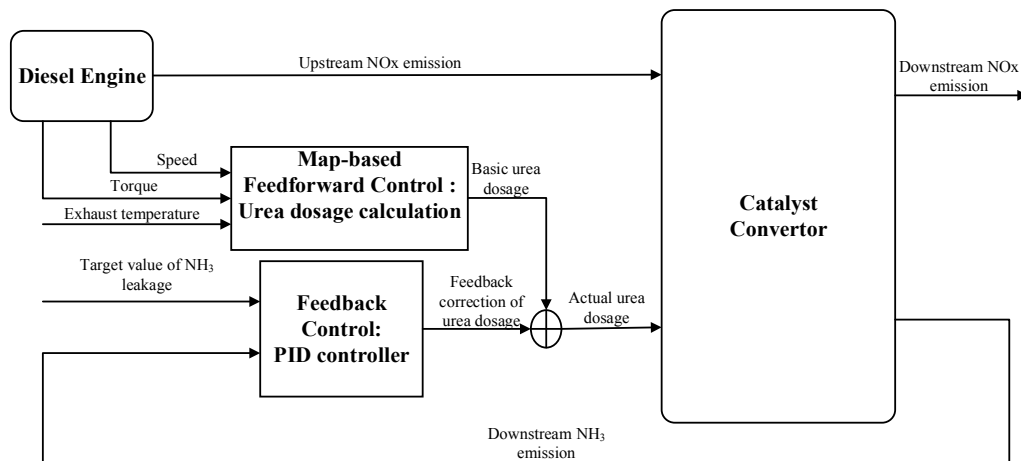 Diesel Engine
Upstream NOx emission
Downstream NOx
emission
Speed
Torque
Exhaust temperature
Map-based
Feedforward Control :
Urea dosage calculation
Basic urea
dosage
Catalyst
Convertor
Target value of NH₃
leakage
Feedback
Control:
PID controller
Feedback
correction of
urea dosage
Actual urea
dosage
Downstream NH₃
emission